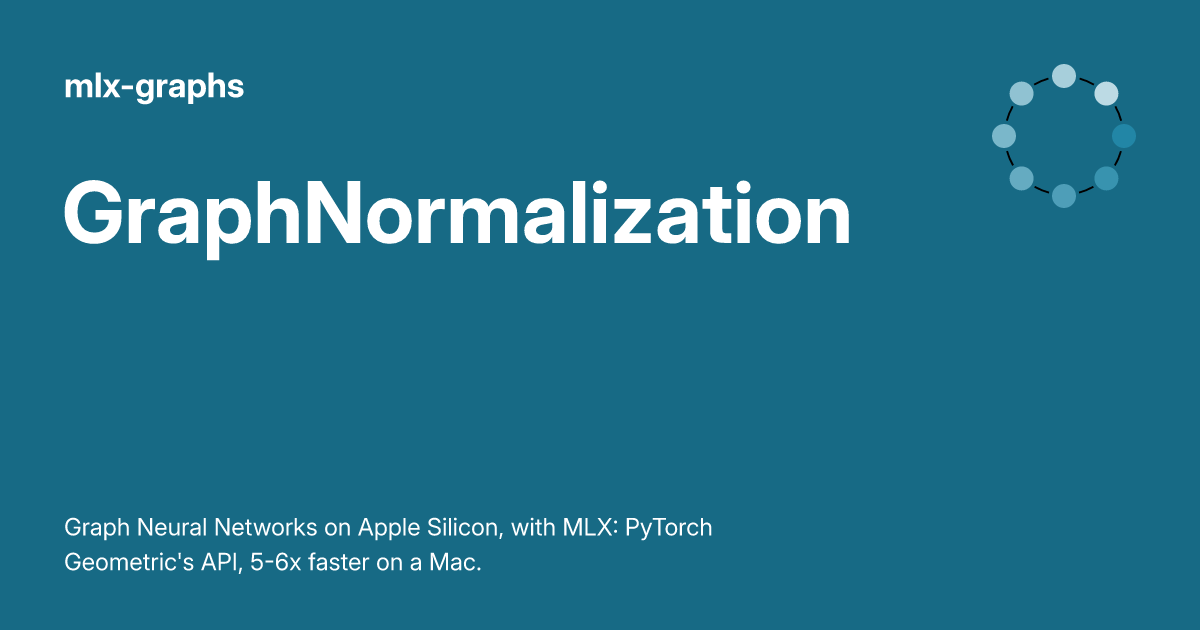 mlx-graphs
GraphNormalization
Graph Neural Networks on Apple Silicon, with MLX: PyTorch
Geometric's API, 5-6x faster on a Mac.